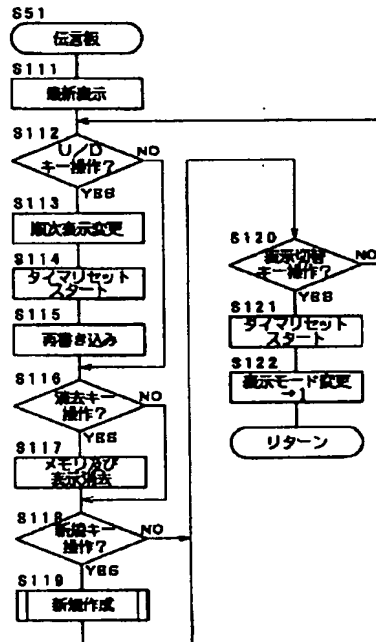 S51
伝言板
S111
最新表示
S112
U/D
キー操作?
NO
YES
S113
順次表示変更
S114
タイマリセット
スタート
S115
再書き込み
S116
消去キー
操作?
NO
YES
S117
メモリ及び
表示消去
S118
新規キー
操作?
NO
YES
S119
新規作成
S120
表示切替
キー操作?
NO
YES
S121
タイマリセット
スタート
S122
表示モード変更
→1
リターン